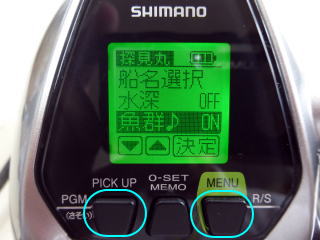 SHIMANO
探見丸
船名選択
水深 OFF
魚群♪ ON
▼ ▲ 決定
PICK UP O-SET MEMO MENU
PGM (さそい) R/S